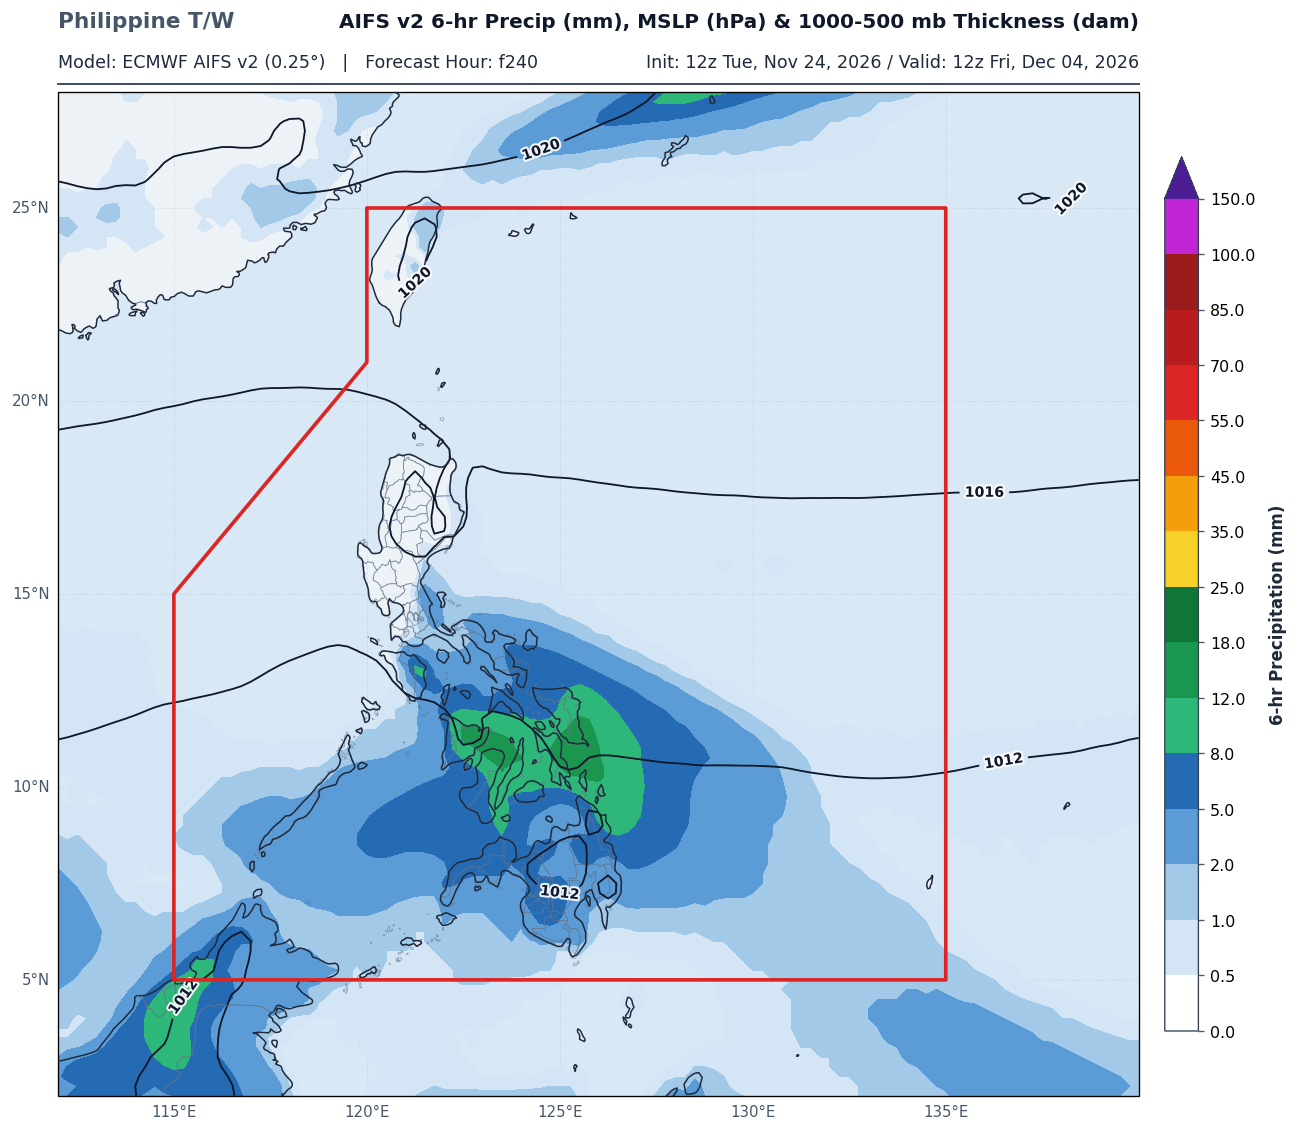 Philippine T/W
AIFS v2 6-hr Precip (mm), MSLP (hPa) & 1000-500 mb Thickness (dam)
Model: ECMWF AIFS v2 (0.25°)   |   Forecast Hour: f240
Init: 12z Tue, Nov 24, 2026 / Valid: 12z Fri, Dec 04, 2026
1020
1020
1020
1016
1012
1012
1012
25°N
20°N
15°N
10°N
5°N
115°E
120°E
125°E
130°E
135°E
150.0
100.0
85.0
70.0
55.0
45.0
35.0
25.0
18.0
12.0
8.0
5.0
2.0
1.0
0.5
0.0
6-hr Precipitation (mm)